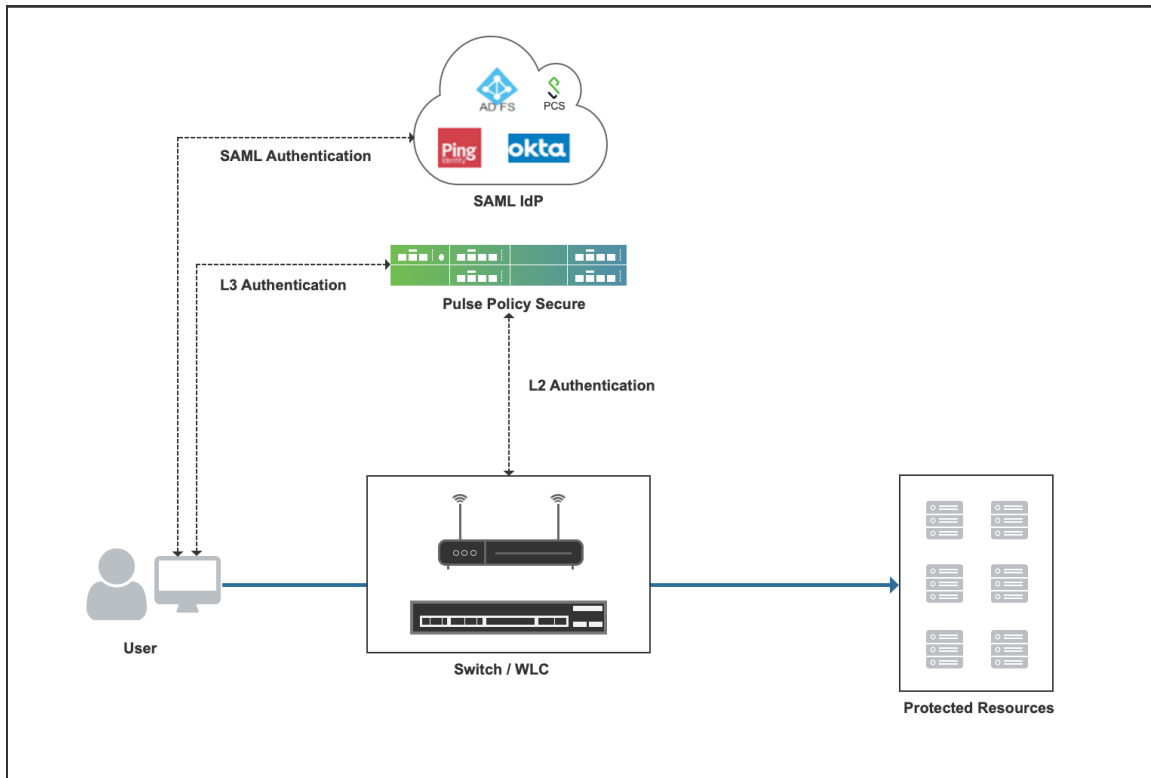 AD FS
PCS
Ping
Identity
okta
SAML Authentication
SAML IdP
L3 Authentication
Pulse Policy Secure
L2 Authentication
User
Switch / WLC
Protected Resources